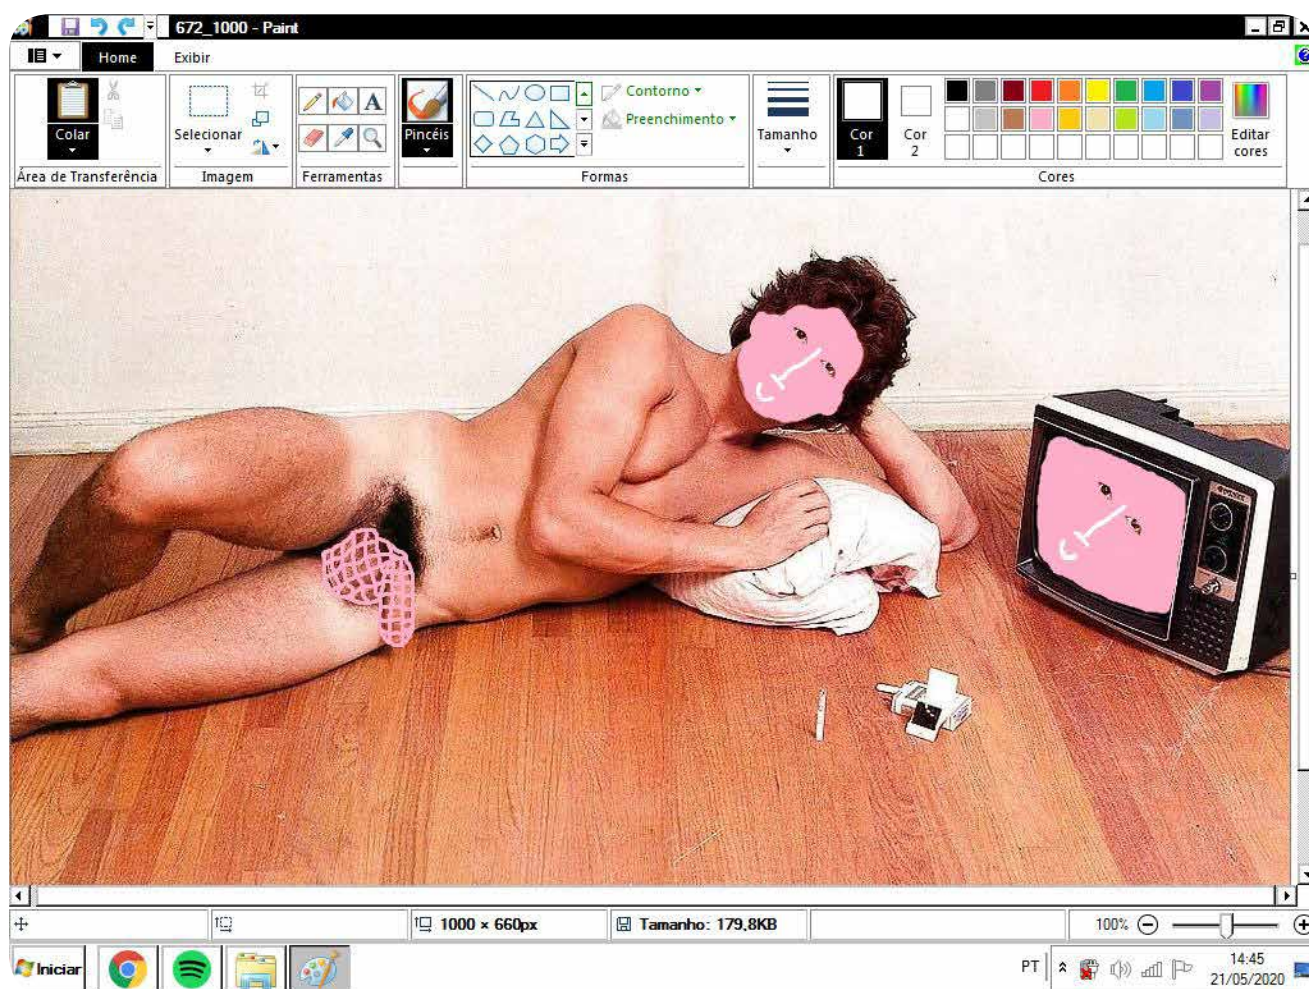 672_1000 - Paint
Home Exibir
Colar
Selecionar
A
Pincéis
Contorno
Preenchimento
Tamanho
Cor
1
Cor
2
Editar
cores
Área de Transferência
Imagem
Ferramentas
Formas
Cores
1000 × 660px
Tamanho: 179,8KB
100%
Iniciar
PT
14:45
21/05/2020